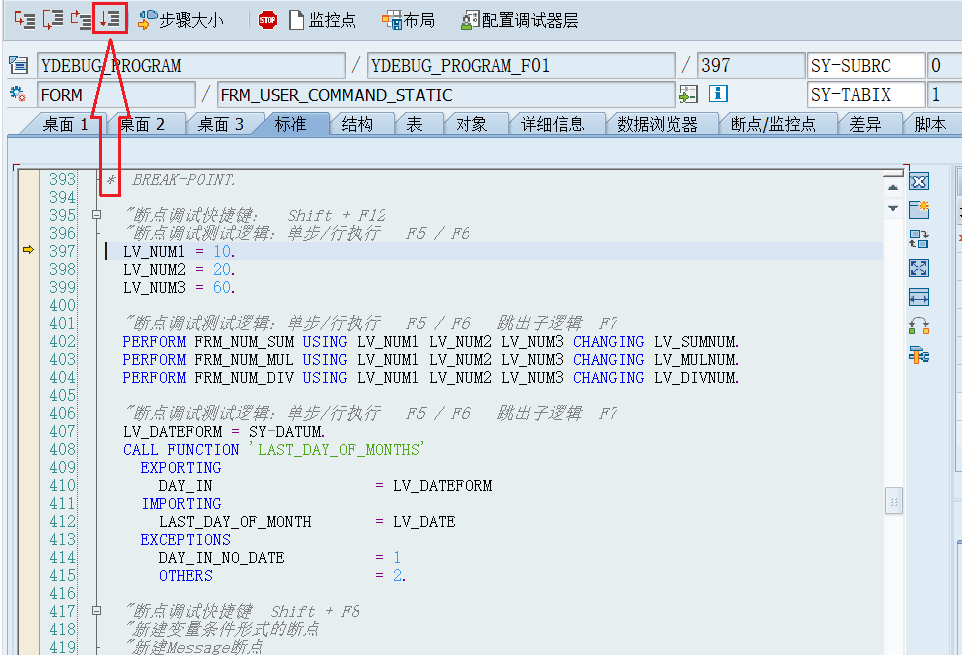 步骤大小 STOP 监控点 布局 配置调试器层
YDEBUG_PROGRAM / YDEBUG_PROGRAM_F01 / 397 SY-SUBRC 0
FORM / FRM_USER_COMMAND_STATIC SY-TABIX 1
桌面 1 桌面 2 桌面 3 标准 结构 表 对象 详细信息 数据浏览器 断点/监控点 差异 脚本
393 * BREAK-POINT.
394
395 "断点调试快捷键: Shift + F12
396 "断点调试测试逻辑: 单步/行执行 F5 / F6
397 LV_NUM1 = 10.
398 LV_NUM2 = 20.
399 LV_NUM3 = 60.
400
401 "断点调试测试逻辑: 单步/行执行 F5 / F6 跳出子逻辑 F7
402 PERFORM FRM_NUM_SUM USING LV_NUM1 LV_NUM2 LV_NUM3 CHANGING LV_SUMNUM.
403 PERFORM FRM_NUM_MUL USING LV_NUM1 LV_NUM2 LV_NUM3 CHANGING LV_MULNUM.
404 PERFORM FRM_NUM_DIV USING LV_NUM1 LV_NUM2 LV_NUM3 CHANGING LV_DIVNUM.
405
406 "断点调试测试逻辑: 单步/行执行 F5 / F6 跳出子逻辑 F7
407 LV_DATEFORM = SY-DATUM.
408 CALL FUNCTION 'LAST_DAY_OF_MONTHS'
409 EXPORTING
410 DAY_IN = LV_DATEFORM
411 IMPORTING
412 LAST_DAY_OF_MONTH = LV_DATE
413 EXCEPTIONS
414 DAY_IN_NO_DATE = 1
415 OTHERS = 2.
416
417 "断点调试快捷键 Shift + F8
418 "新建变量条件形式的断点
419 "新建Message断点